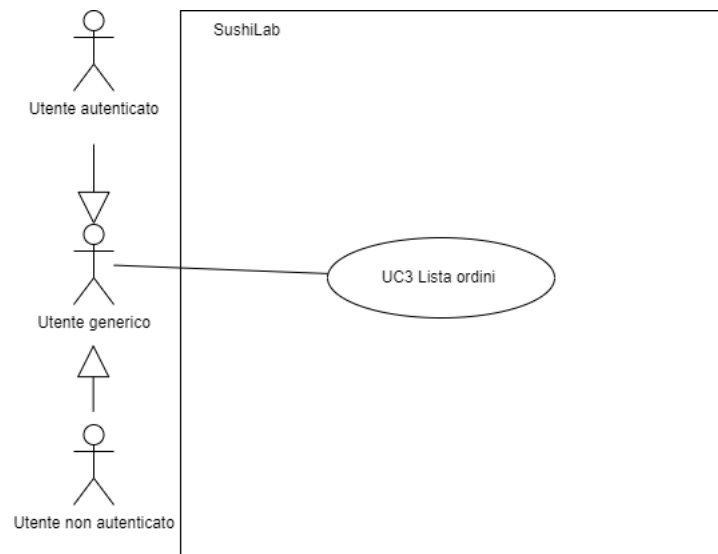 SushiLab
Utente autenticato
UC3 Lista ordini
Utente generico
Utente non autenticato